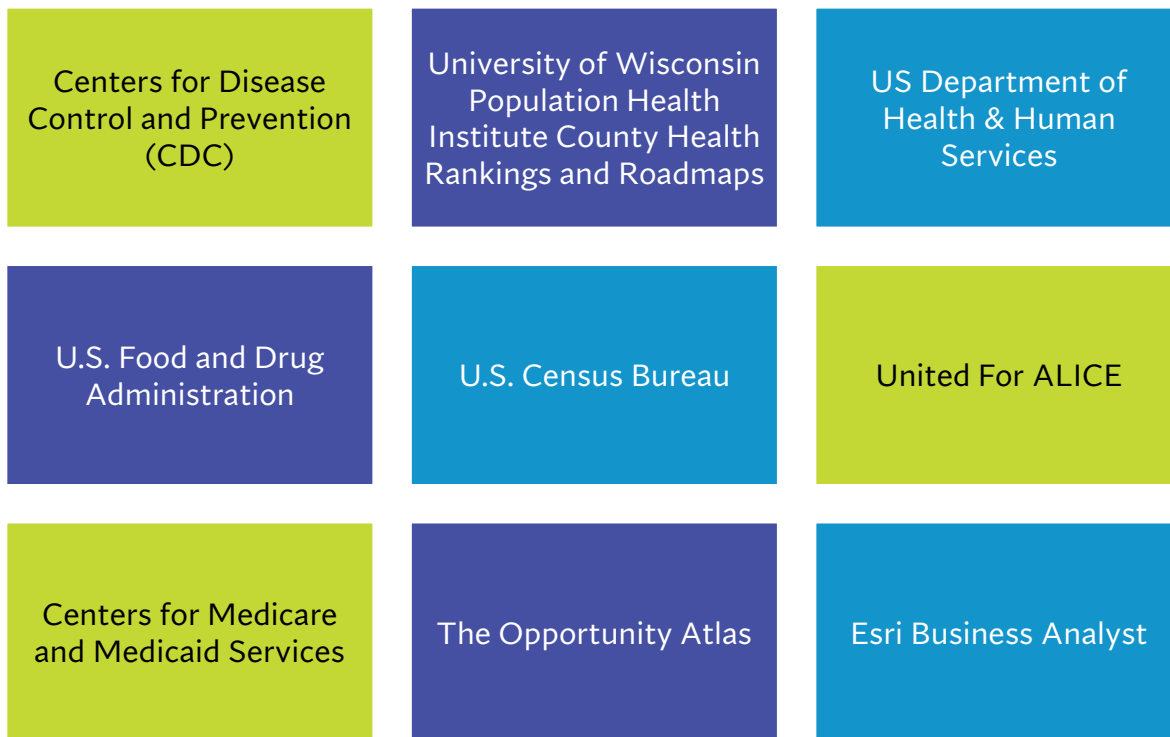 Centers for Disease
Control and Prevention
(CDC)
University of Wisconsin
Population Health
Institute County Health
Rankings and Roadmaps
US Department of
Health & Human
Services
U.S. Food and Drug
Administration
U.S. Census Bureau
United For ALICE
Centers for Medicare
and Medicaid Services
The Opportunity Atlas
Esri Business Analyst